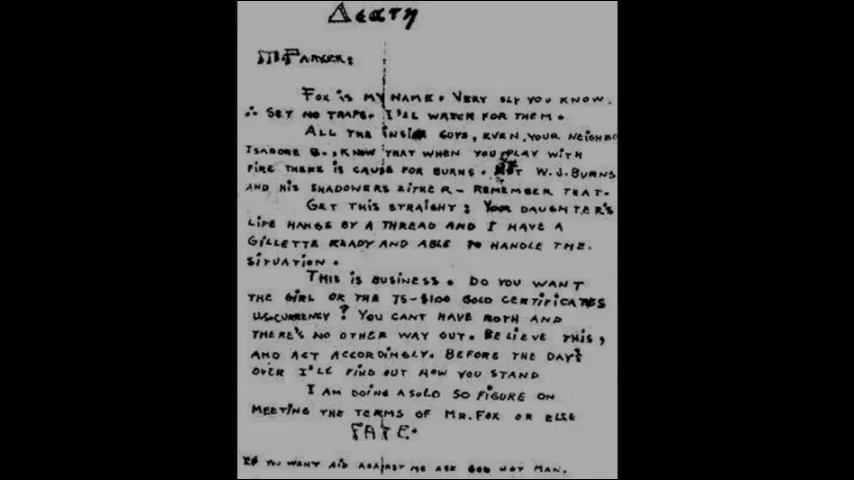 Death
Mr Parker:
Fox is my name. Very sly you know.
∴ Set no traps. I'll watch for them.
All the inside guys, even, your neighbo
Isadore B., know that when you play with
fire there is cause for burns. Not W.J. Burns
and his shadowers either - remember that.
Get this straight: Your daughter's
life hangs by a thread and I have a
Gillette ready and able to handle the.
situation.
This is business. Do you want
the girl or the 75-$100 gold certificates
U.S. currency? You cant have both and
there's no other way out. Believe this,
and act accordingly. Before the day's
over I'll find out how you stand
I am doing a solo so figure on
meeting the terms of Mr. Fox or else
FATE.
If you want aid against me ask God not man.